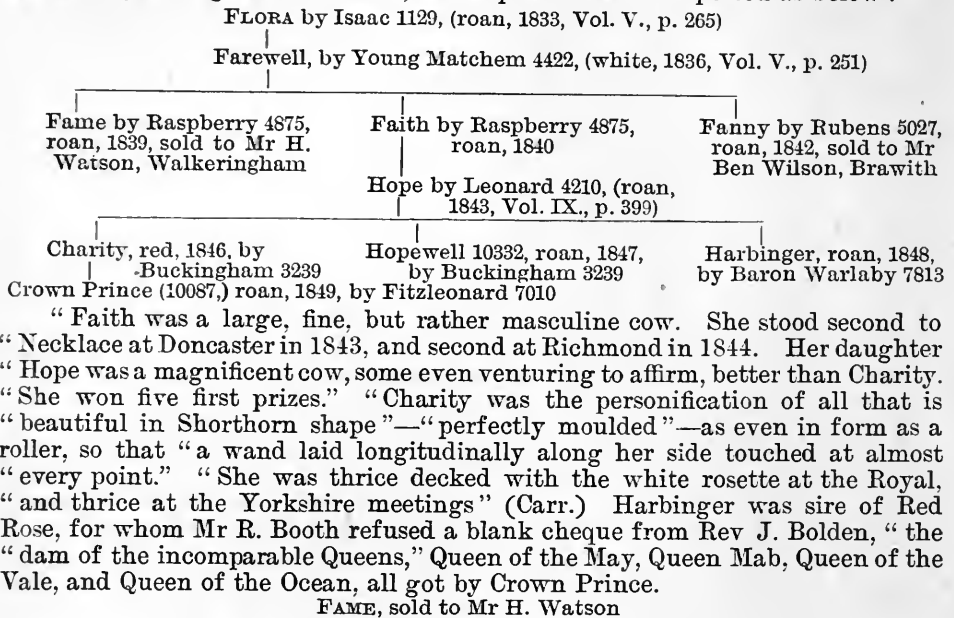 FLORA by Isaac 1129, (roan, 1833, Vol. V., p. 265)
Farewell, by Young Matchem 4422, (white, 1836, Vol. V., p. 251)
Fame by Raspberry 4875,
roan, 1839, sold to Mr H.
Watson, Walkeringham
Faith by Raspberry 4875,
roan, 1840
Fanny by Rubens 5027,
roan, 1842, sold to Mr
Ben Wilson, Brawith
Hope by Leonard 4210, (roan,
1843, Vol. IX., p. 399)
Charity, red, 1846, by
Buckingham 3239
Hopewell 10332, roan, 1847,
by Buckingham 3239
Harbinger, roan, 1848,
by Baron Warlaby 7813
Crown Prince (10087,) roan, 1849, by Fitzleonard 7010
“Faith was a large, fine, but rather masculine cow. She stood second to
“Necklace at Doncaster in 1843, and second at Richmond in 1844. Her daughter
“Hope was a magnificent cow, some even venturing to affirm, better than Charity.
“She won five first prizes.” “Charity was the personification of all that is
“beautiful in Shorthorn shape”—“perfectly moulded”—as even in form as a
roller, so that “a wand laid longitudinally along her side touched at almost
“every point.” “She was thrice decked with the white rosette at the Royal,
“and thrice at the Yorkshire meetings” (Carr.) Harbinger was sire of Red
Rose, for whom Mr R. Booth refused a blank cheque from Rev J. Bolden, “the
“dam of the incomparable Queens,” Queen of the May, Queen Mab, Queen of the
Vale, and Queen of the Ocean, all got by Crown Prince.
FAME, sold to Mr H. Watson